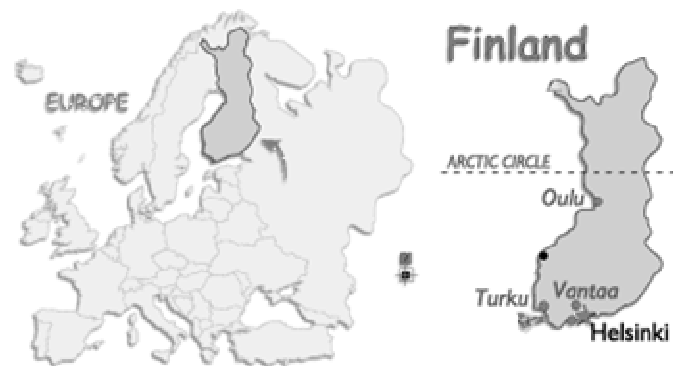 EUROPE
Finland
ARCTIC CIRCLE
Oulu
Turku
Vantaa
Helsinki